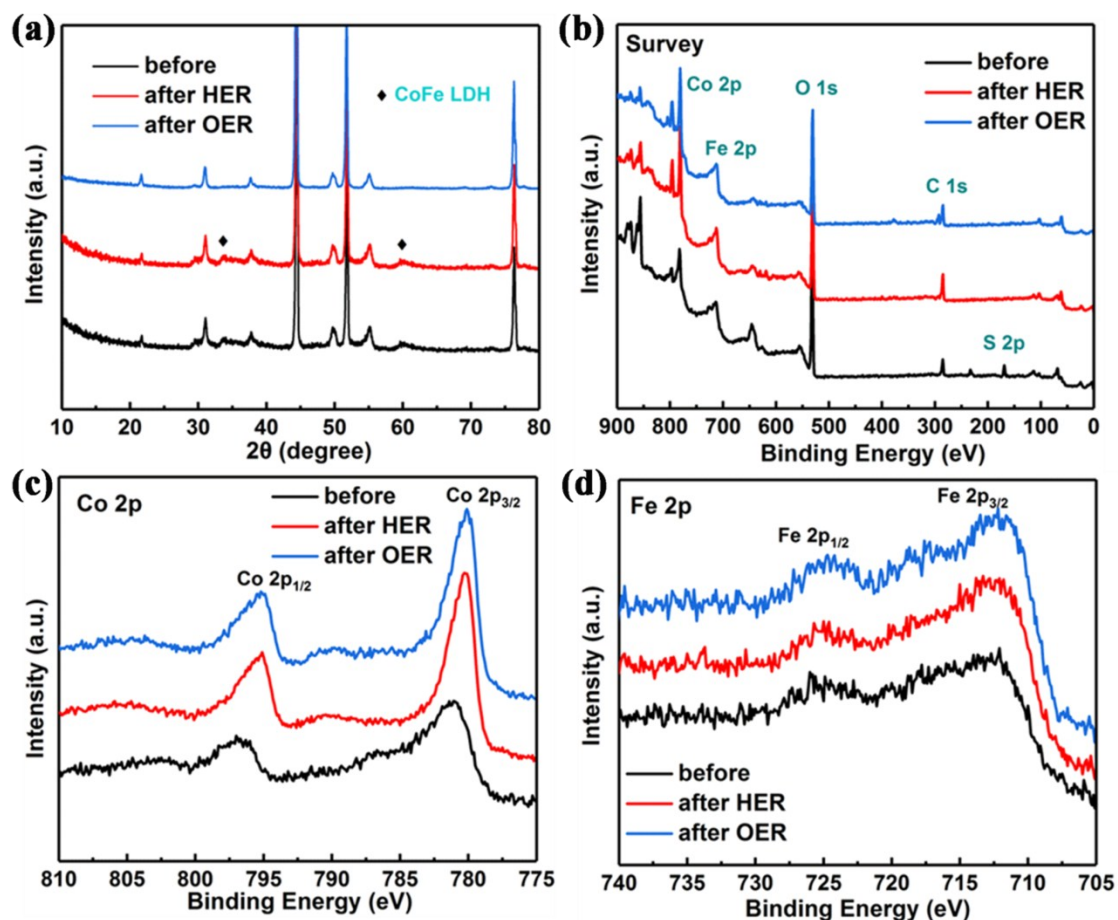 (a)
before
after HER
after OER
♦ CoFe LDH
Intensity (a.u.)
10 20 30 40 50 60 70 80
2θ (degree)
(b)
Survey
before
after HER
after OER
Co 2p
O 1s
Fe 2p
C 1s
S 2p
Intensity (a.u.)
900 800 700 600 500 400 300 200 100 0
Binding Energy (eV)
(c)
Co 2p
before
after HER
after OER
Co 2p3/2
Co 2p1/2
Intensity (a.u.)
810 805 800 795 790 785 780 775
Binding Energy (eV)
(d)
Fe 2p
Fe 2p3/2
Fe 2p1/2
before
after HER
after OER
Intensity (a.u.)
740 735 730 725 720 715 710 705
Binding Energy (eV)